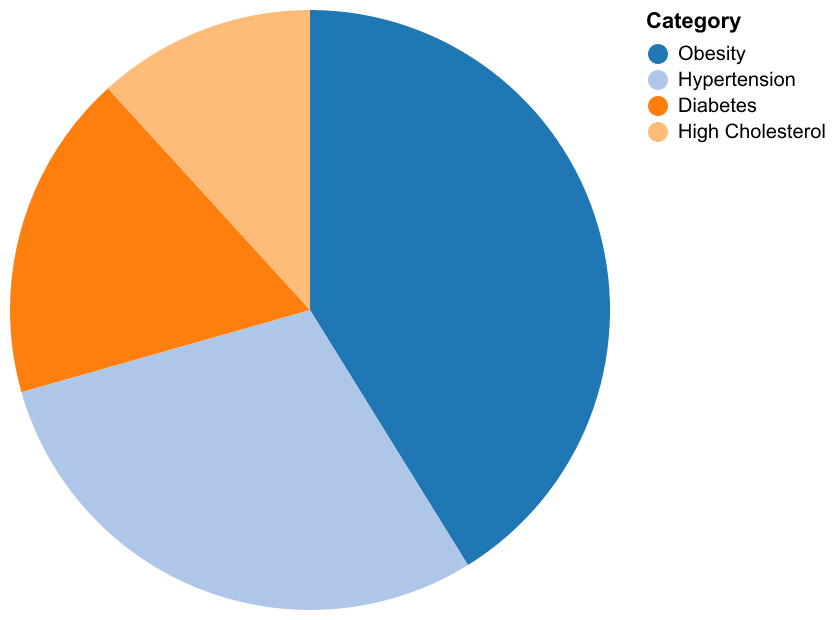 Category
Obesity
Hypertension
Diabetes
High Cholesterol